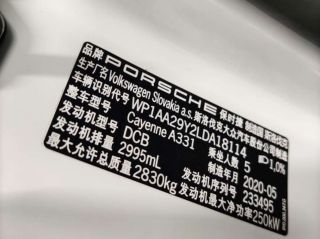 品牌 PORSCHE 保时捷 制造国 斯洛伐克
生产厂名 Volkswagen Slovakia a.s. 斯洛伐克大众汽车股份公司
车辆识别代号 WP1AA29Y2LDA18114
整车型号 Cayenne A331 乘坐人数 5 1,0%
发动机型号 DCB 制造年月 2020-05
发动机排量 2995mL 发动机序列号 233495
最大允许总质量 2830kg 发动机最大净功率 250kW